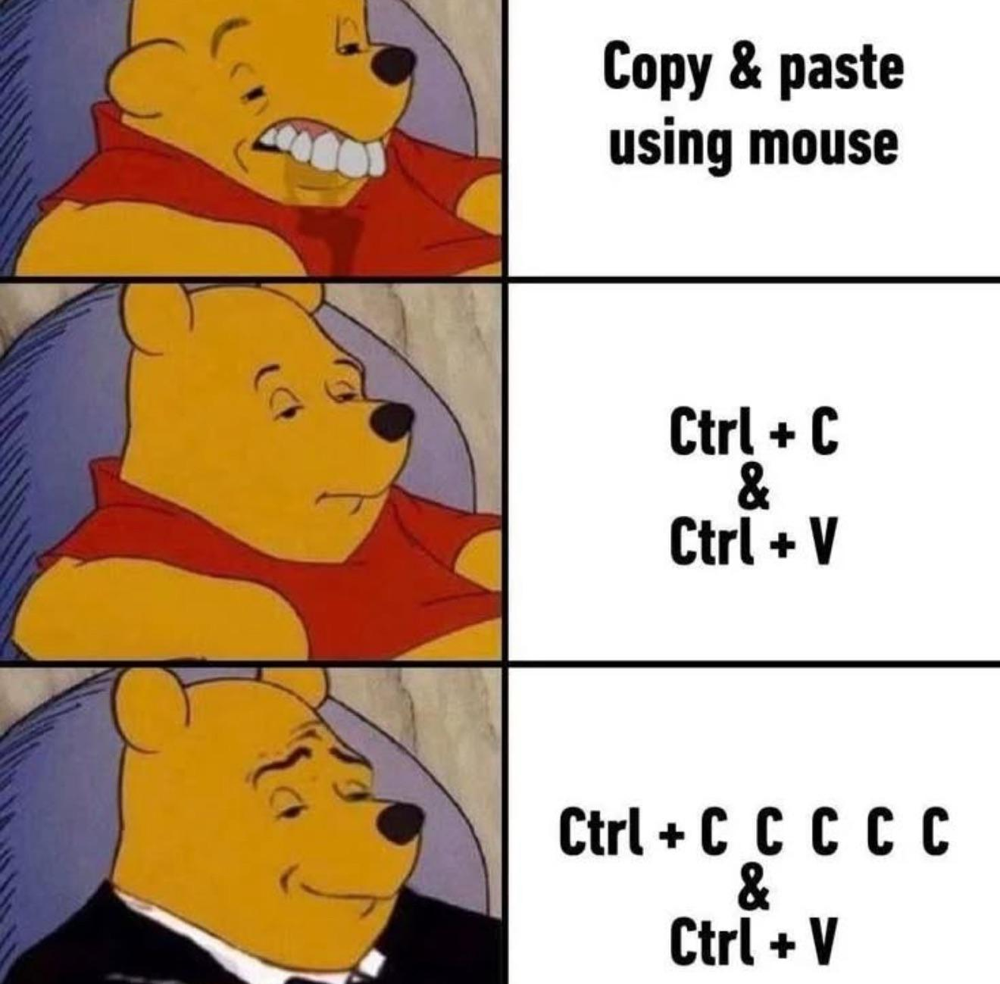 Copy & paste
using mouse
Ctrl + C
&
Ctrl + V
Ctrl + C C C C C
&
Ctrl + V